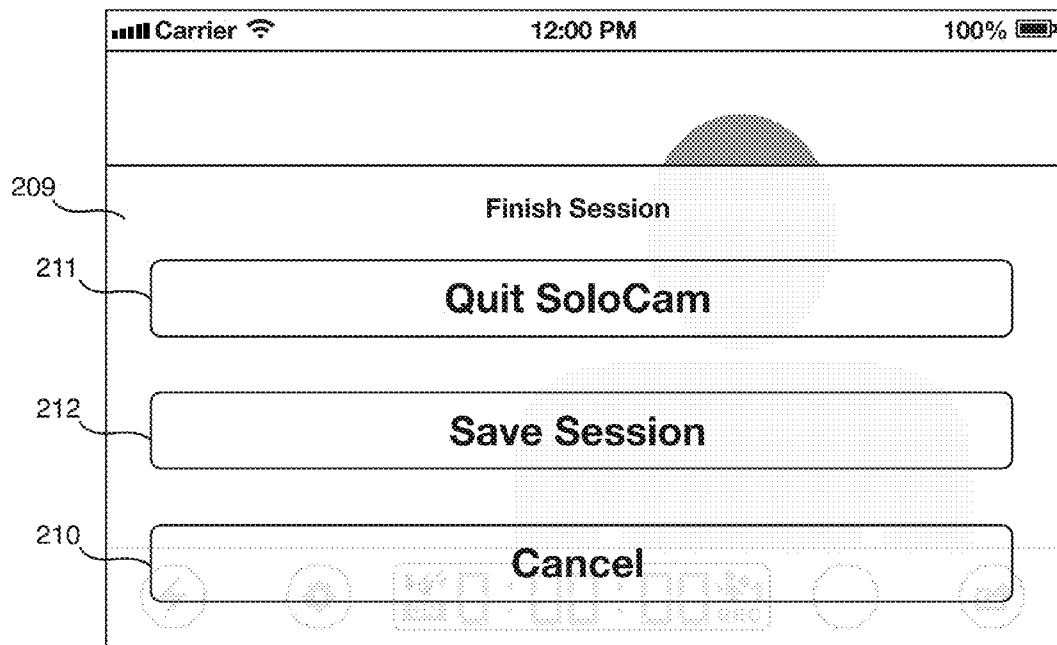 Carrier 12:00 PM 100%
209
Finish Session
211
Quit SoloCam
212
Save Session
210
Cancel